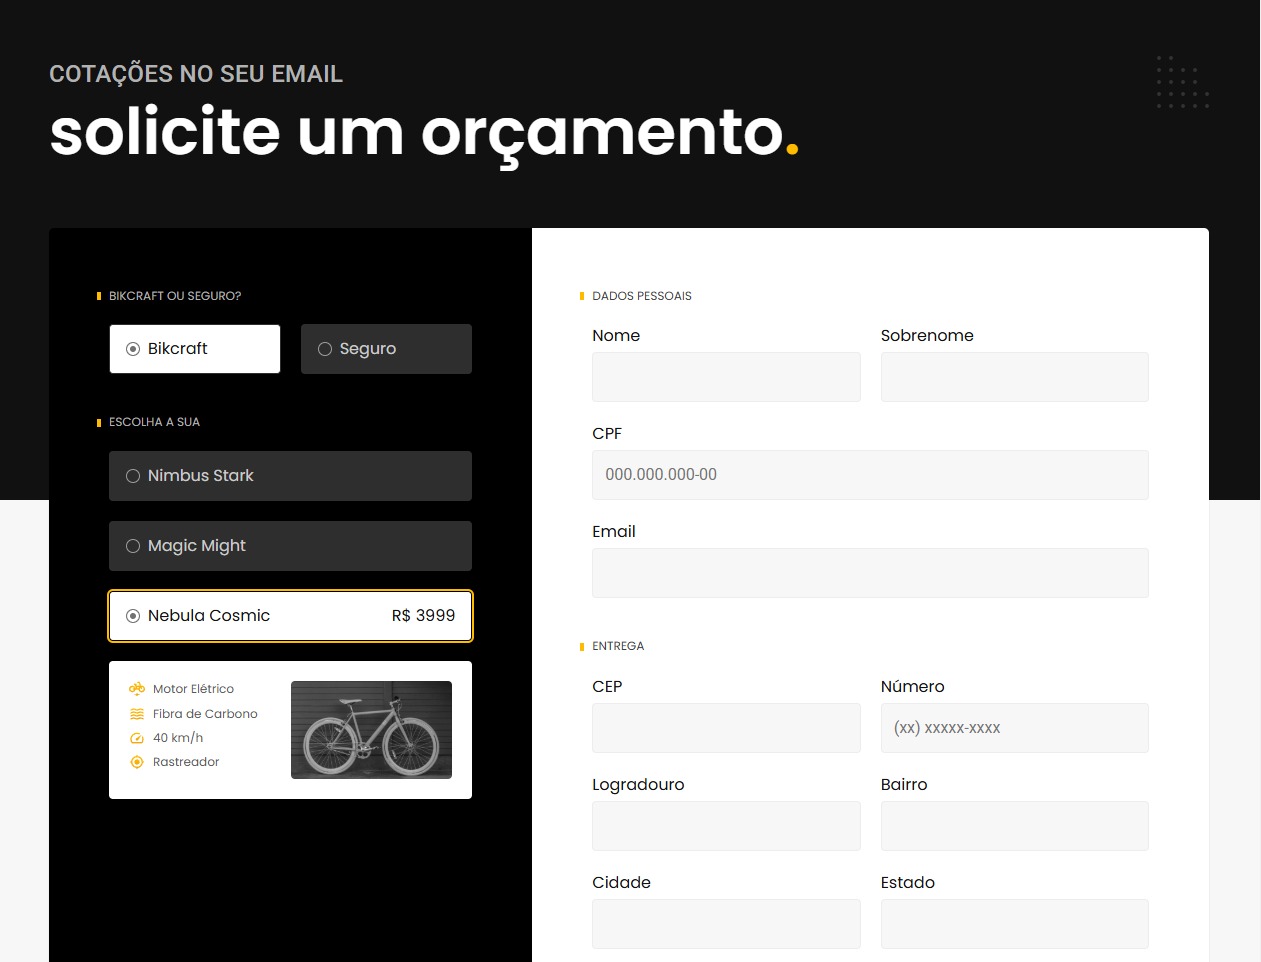 COTAÇÕES NO SEU EMAIL
solicite um orçamento.
BIKCRAFT OU SEGURO?
Bikcraft
Seguro
ESCOLHA A SUA
Nimbus Stark
Magic Might
Nebula Cosmic R$ 3999
Motor Elétrico
Fibra de Carbono
40 km/h
Rastreador
DADOS PESSOAIS
Nome
Sobrenome
CPF
000.000.000-00
Email
ENTREGA
CEP
Número
(xx) xxxxx-xxxx
Logradouro
Bairro
Cidade
Estado